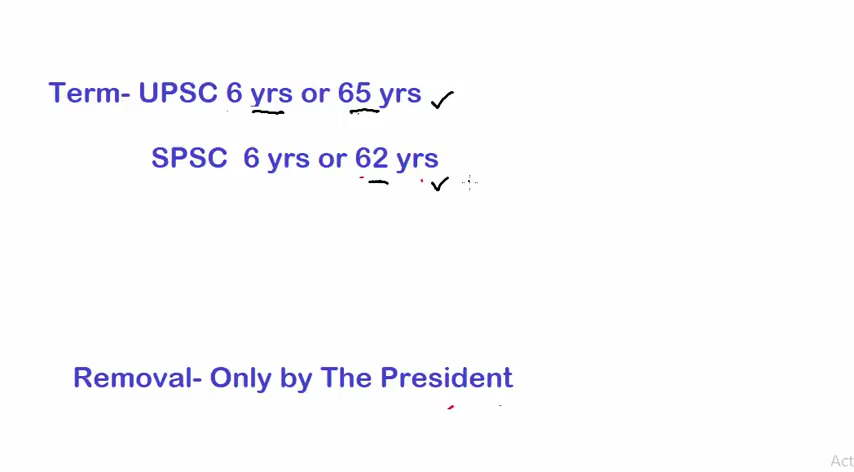 Term- UPSC 6 yrs or 65 yrs
SPSC 6 yrs or 62 yrs
Removal- Only by The President
Act